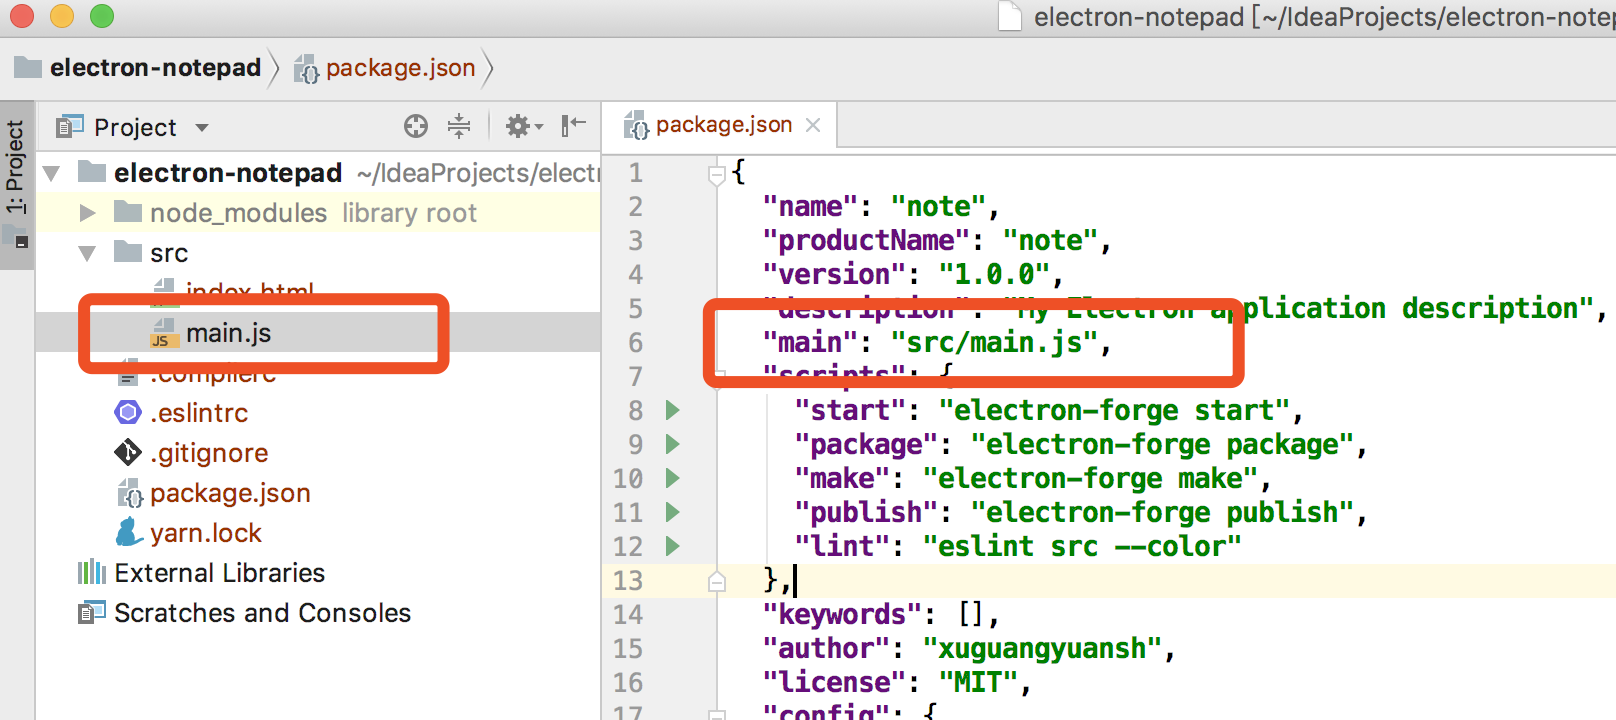 electron-notepad [~/IdeaProjects/electron-notep
electron-notepad
package.json
1: Project
Project
electron-notepad ~/IdeaProjects/electr
node_modules library root
src
index.html
main.js
.compilerc
.eslintrc
.gitignore
package.json
yarn.lock
External Libraries
Scratches and Consoles
package.json
1 {
2 "name": "note",
3 "productName": "note",
4 "version": "1.0.0",
5 "description": "My Electron application description",
6 "main": "src/main.js",
7 "scripts": {
8 "start": "electron-forge start",
9 "package": "electron-forge package",
10 "make": "electron-forge make",
11 "publish": "electron-forge publish",
12 "lint": "eslint src --color"
13 },
14 "keywords": [],
15 "author": "xuguangyuansh",
16 "license": "MIT",
17 "config": {